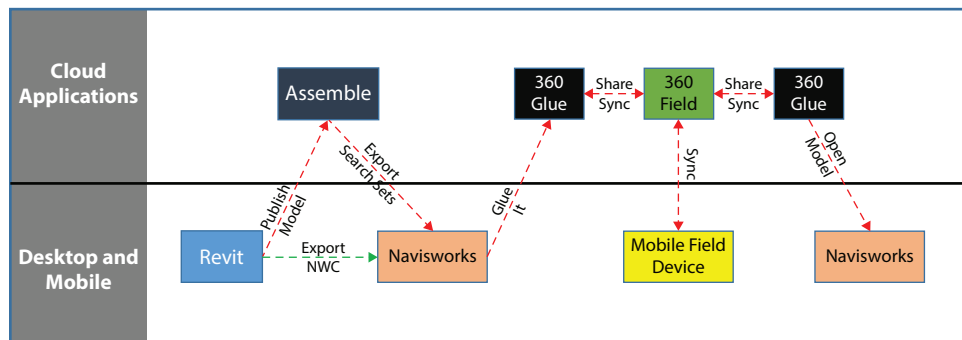 Cloud
Applications
Assemble
360
Glue
Share
Sync
360
Field
Share
Sync
360
Glue
Publish
Model
Export
Search Sets
Glue
It
Sync
Open
Model
Desktop and
Mobile
Revit
Export
NWC
Navisworks
Mobile Field
Device
Navisworks